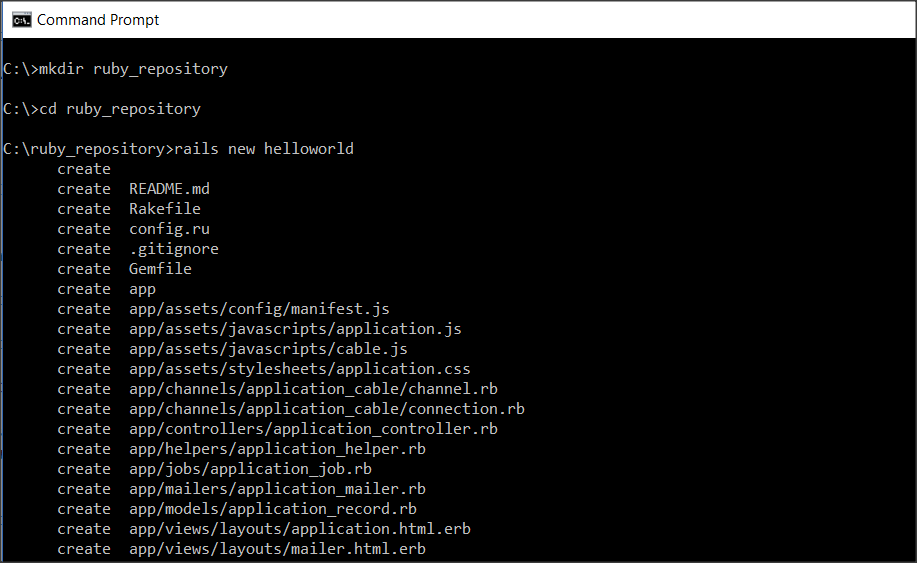 Command Prompt
C:\>mkdir ruby_repository
C:\>cd ruby_repository
C:\ruby_repository>rails new helloworld
create
create  README.md
create  Rakefile
create  config.ru
create  .gitignore
create  Gemfile
create  app
create  app/assets/config/manifest.js
create  app/assets/javascripts/application.js
create  app/assets/javascripts/cable.js
create  app/assets/stylesheets/application.css
create  app/channels/application_cable/channel.rb
create  app/channels/application_cable/connection.rb
create  app/controllers/application_controller.rb
create  app/helpers/application_helper.rb
create  app/jobs/application_job.rb
create  app/mailers/application_mailer.rb
create  app/models/application_record.rb
create  app/views/layouts/application.html.erb
create  app/views/layouts/mailer.html.erb